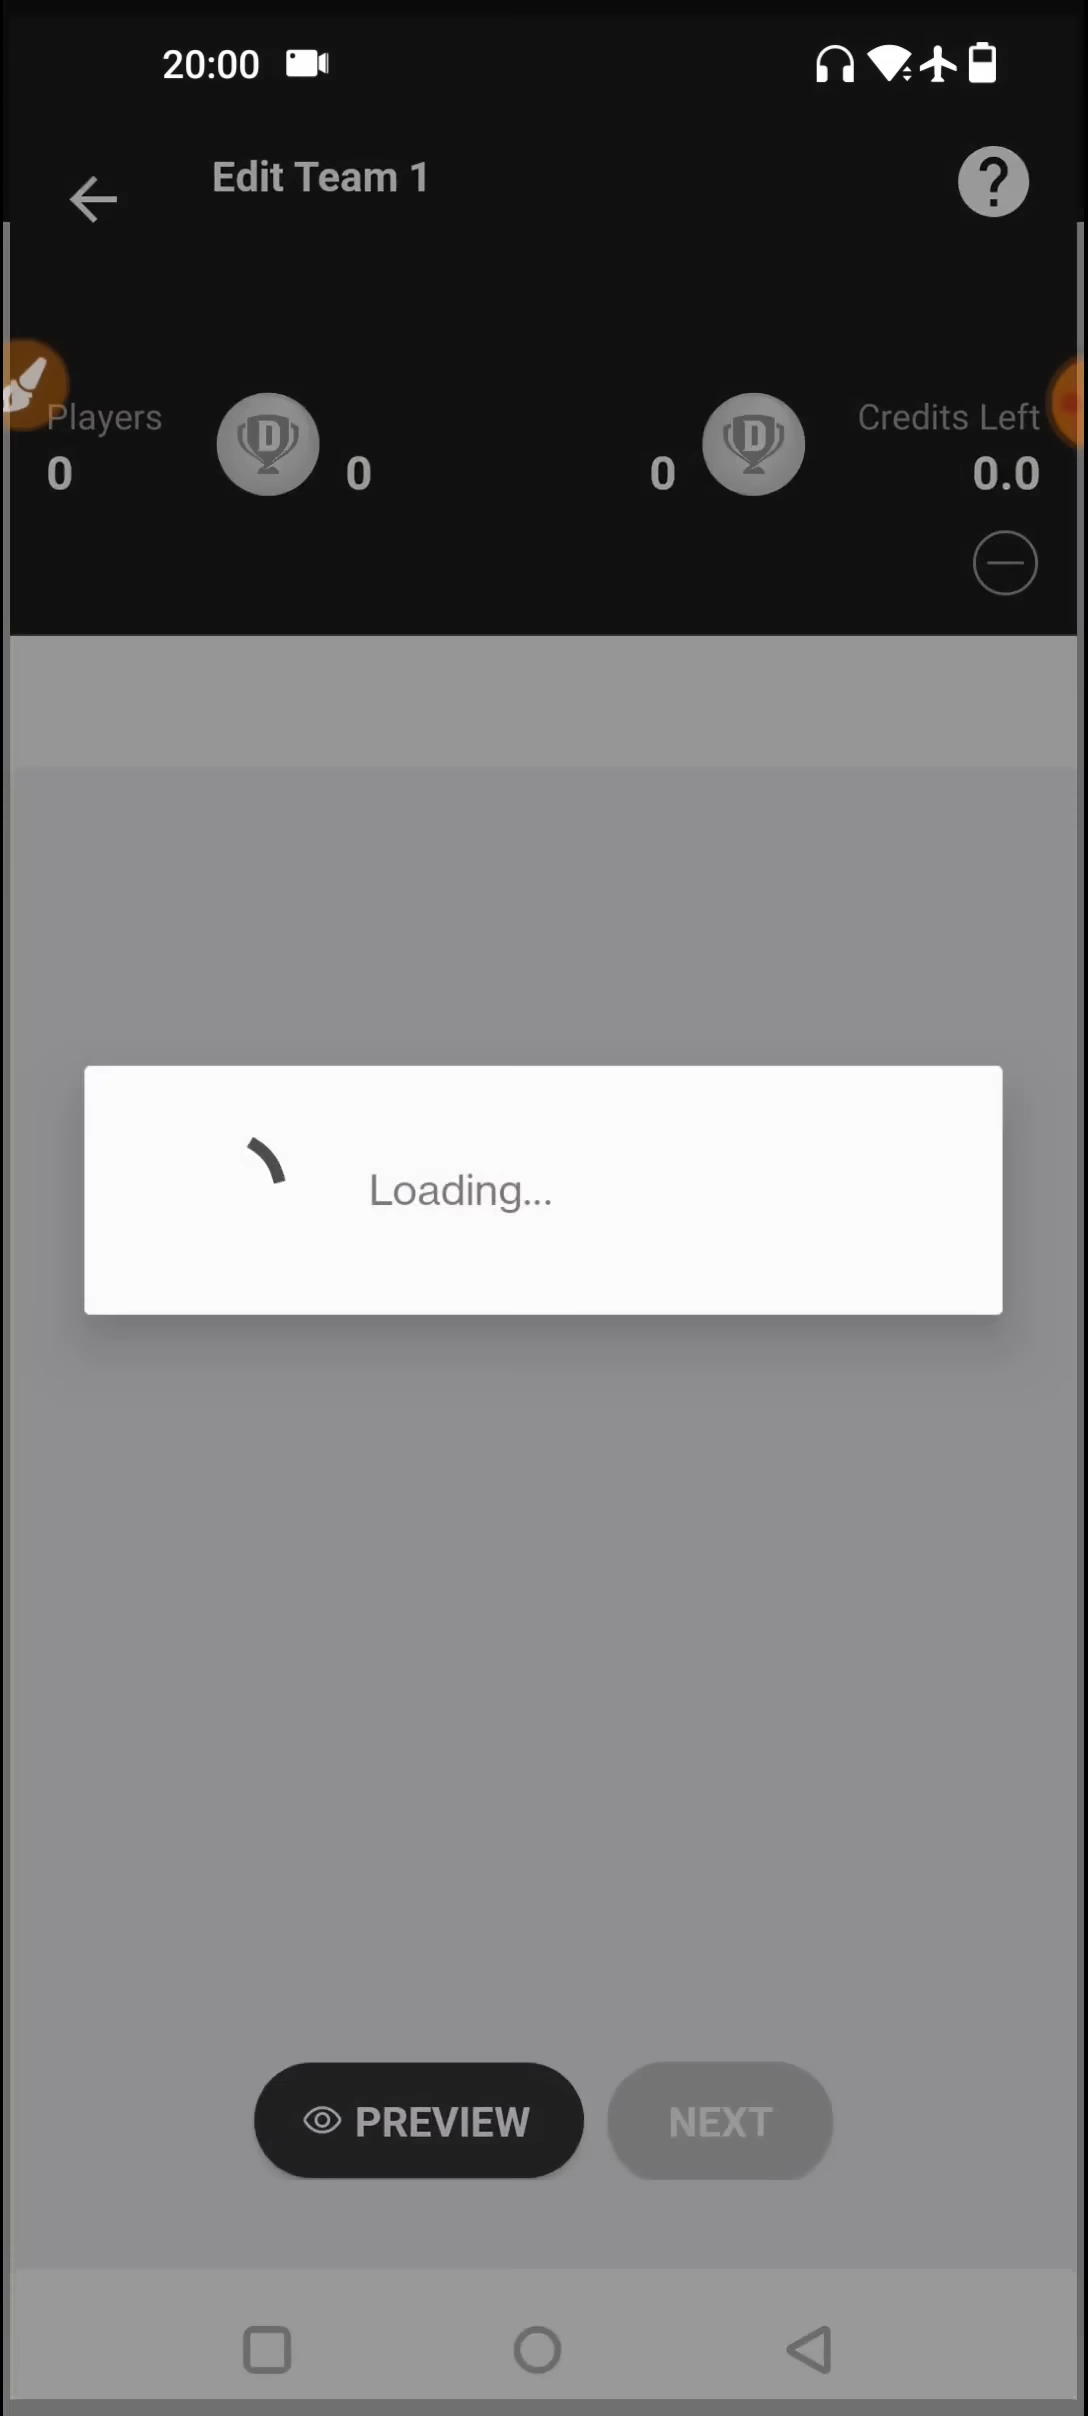 20:00
Edit Team 1
?
Players
Credits Left
0
D
0
0
D
0.0
Loading...
PREVIEW
NEXT